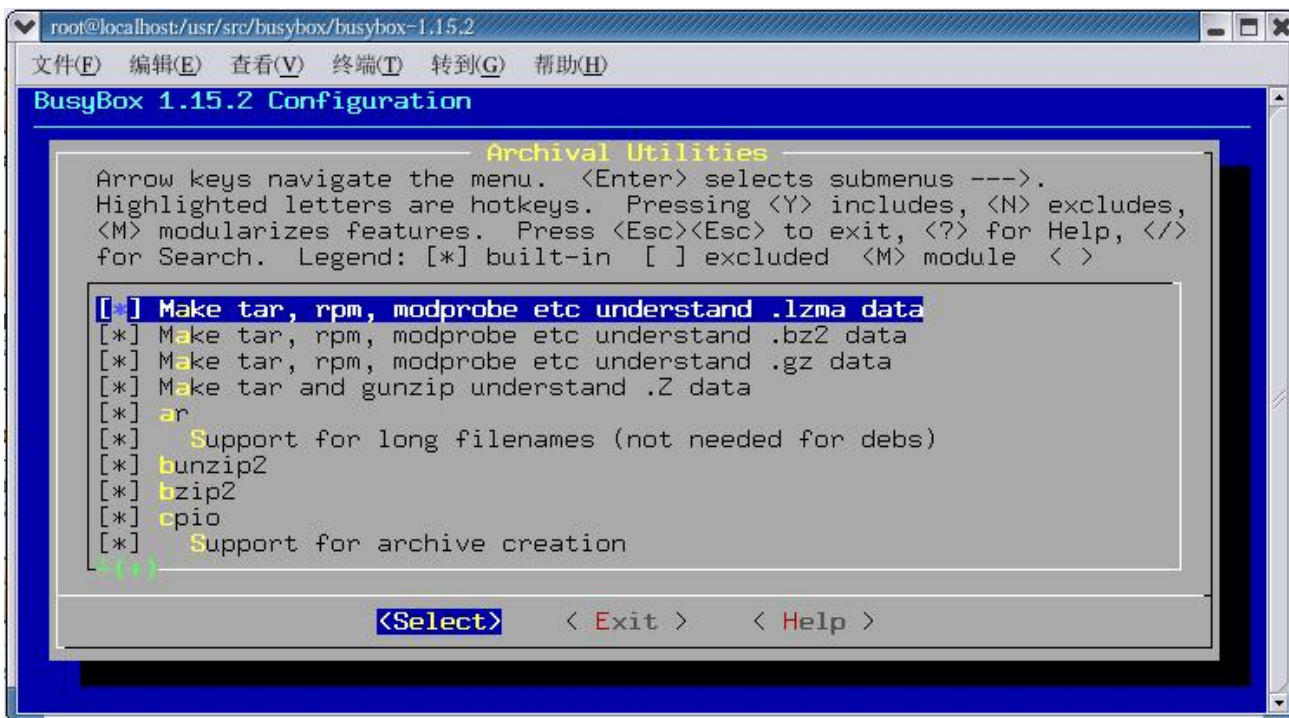 root@localhost:/usr/src/busybox/busybox-1.15.2
文件(F) 编辑(E) 查看(V) 终端(T) 转到(G) 帮助(H)
BusyBox 1.15.2 Configuration
Archival Utilities
Arrow keys navigate the menu. <Enter> selects submenus --->.
Highlighted letters are hotkeys. Pressing <Y> includes, <N> excludes,
<M> modularizes features. Press <Esc><Esc> to exit, <?> for Help, </>
for Search. Legend: [*] built-in [ ] excluded <M> module < >
[*] Make tar, rpm, modprobe etc understand .lzma data
[*] Make tar, rpm, modprobe etc understand .bz2 data
[*] Make tar, rpm, modprobe etc understand .gz data
[*] Make tar and gunzip understand .Z data
[*] ar
[*] Support for long filenames (not needed for debs)
[*] bunzip2
[*] bzip2
[*] cpio
[*] Support for archive creation
(+)
<Select> < Exit > < Help >